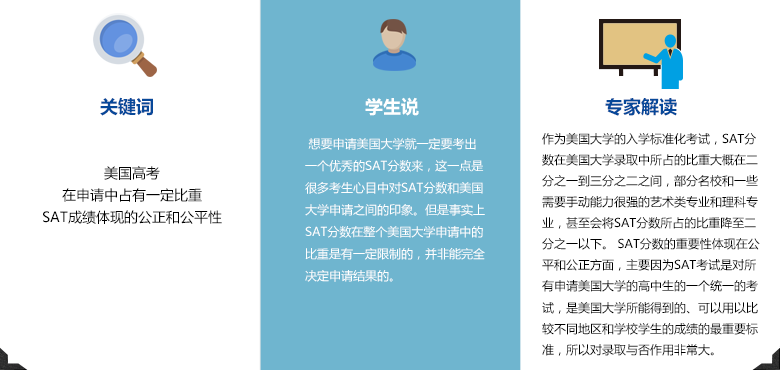 关键词
美国高考
在申请中占有一定比重
SAT成绩体现的公正和公平性
学生说
想要申请美国大学就一定要考出
一个优秀的SAT分数来，这一点是
很多考生心目中对SAT分数和美国
大学申请之间的印象。但是事实上
SAT分数在整个美国大学申请中的
比重是有一定限制的，并非能完全
决定申请结果的。
专家解读
作为美国大学的入学标准化考试，SAT分
数在美国大学录取中所占的比重大概在二
分之一到三分之二之间，部分名校和一些
需要手动能力很强的艺术类专业和理科专
业，甚至会将SAT分数所占的比重降至二
分之一以下。 SAT分数的重要性体现在公
平和公正方面，主要因为SAT考试是对所
有申请美国大学的高中生的一个统一的考
试，是美国大学所能得到的、可以用以比
较不同地区和学校学生的成绩的最重要标
准，所以对录取与否作用非常大。